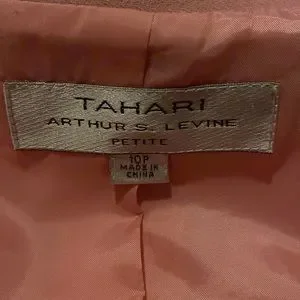 TAHARI
ARTHUR S. LEVINE
PETITE
10P
MADE IN
CHINA